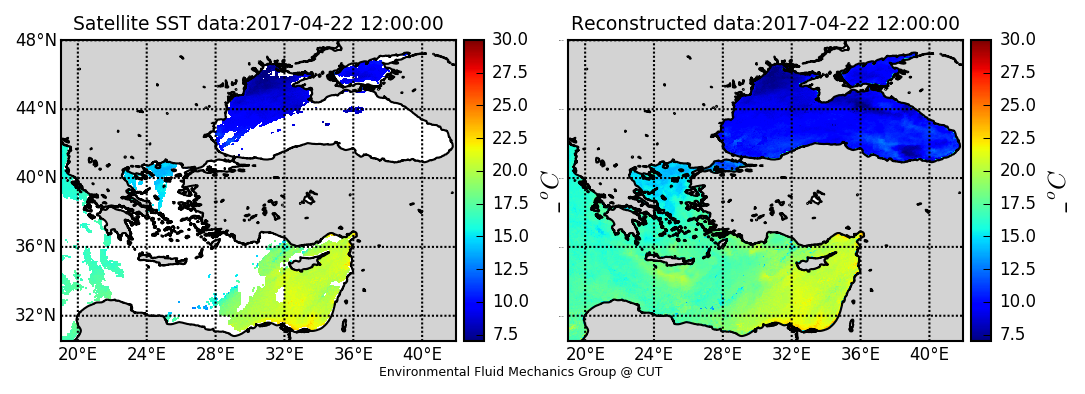 Satellite SST data:2017-04-22 12:00:00
Reconstructed data:2017-04-22 12:00:00
48°N
44°N
40°N
36°N
32°N
20°E 24°E 28°E 32°E 36°E 40°E
30.0
27.5
25.0
22.5
20.0
17.5
15.0
12.5
10.0
7.5
_ °C
20°E 24°E 28°E 32°E 36°E 40°E
30.0
27.5
25.0
22.5
20.0
17.5
15.0
12.5
10.0
7.5
_ °C
Environmental Fluid Mechanics Group @ CUT